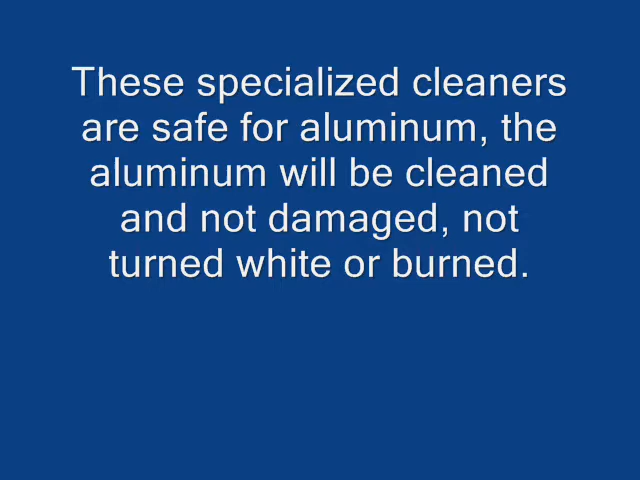 These specialized cleaners
are safe for aluminum, the
aluminum will be cleaned
and not damaged, not
turned white or burned.